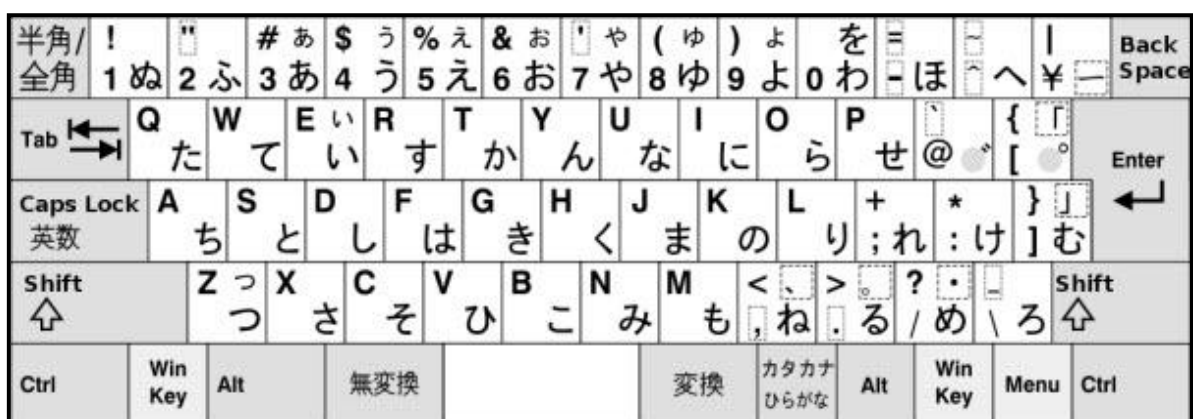 半角/ ! " # ぁ $ ぅ % ぇ & ぉ ' ゃ ( ゅ ) ょ を = ~ | Back
全角 1 ぬ 2 ふ 3 あ 4 う 5 え 6 お 7 や 8 ゆ 9 よ 0 わ - ほ ^ へ ¥ ー Space
Tab Q た W て E ぃ い R す T か Y ん U な I に O ら P せ ` @ ゛ { 「 [ ゜ Enter
Caps Lock 英数 A ち S と D し F は G き H く J ま K の L り + ; れ * : け } 」 ] む
Shift Z っ つ X さ C そ V ひ B こ N み M も < 、 , ね > 。 . る ? ・ / め _ \ ろ Shift
Ctrl Win Key Alt 無変換 変換 カタカナ ひらがな Alt Win Key Menu Ctrl